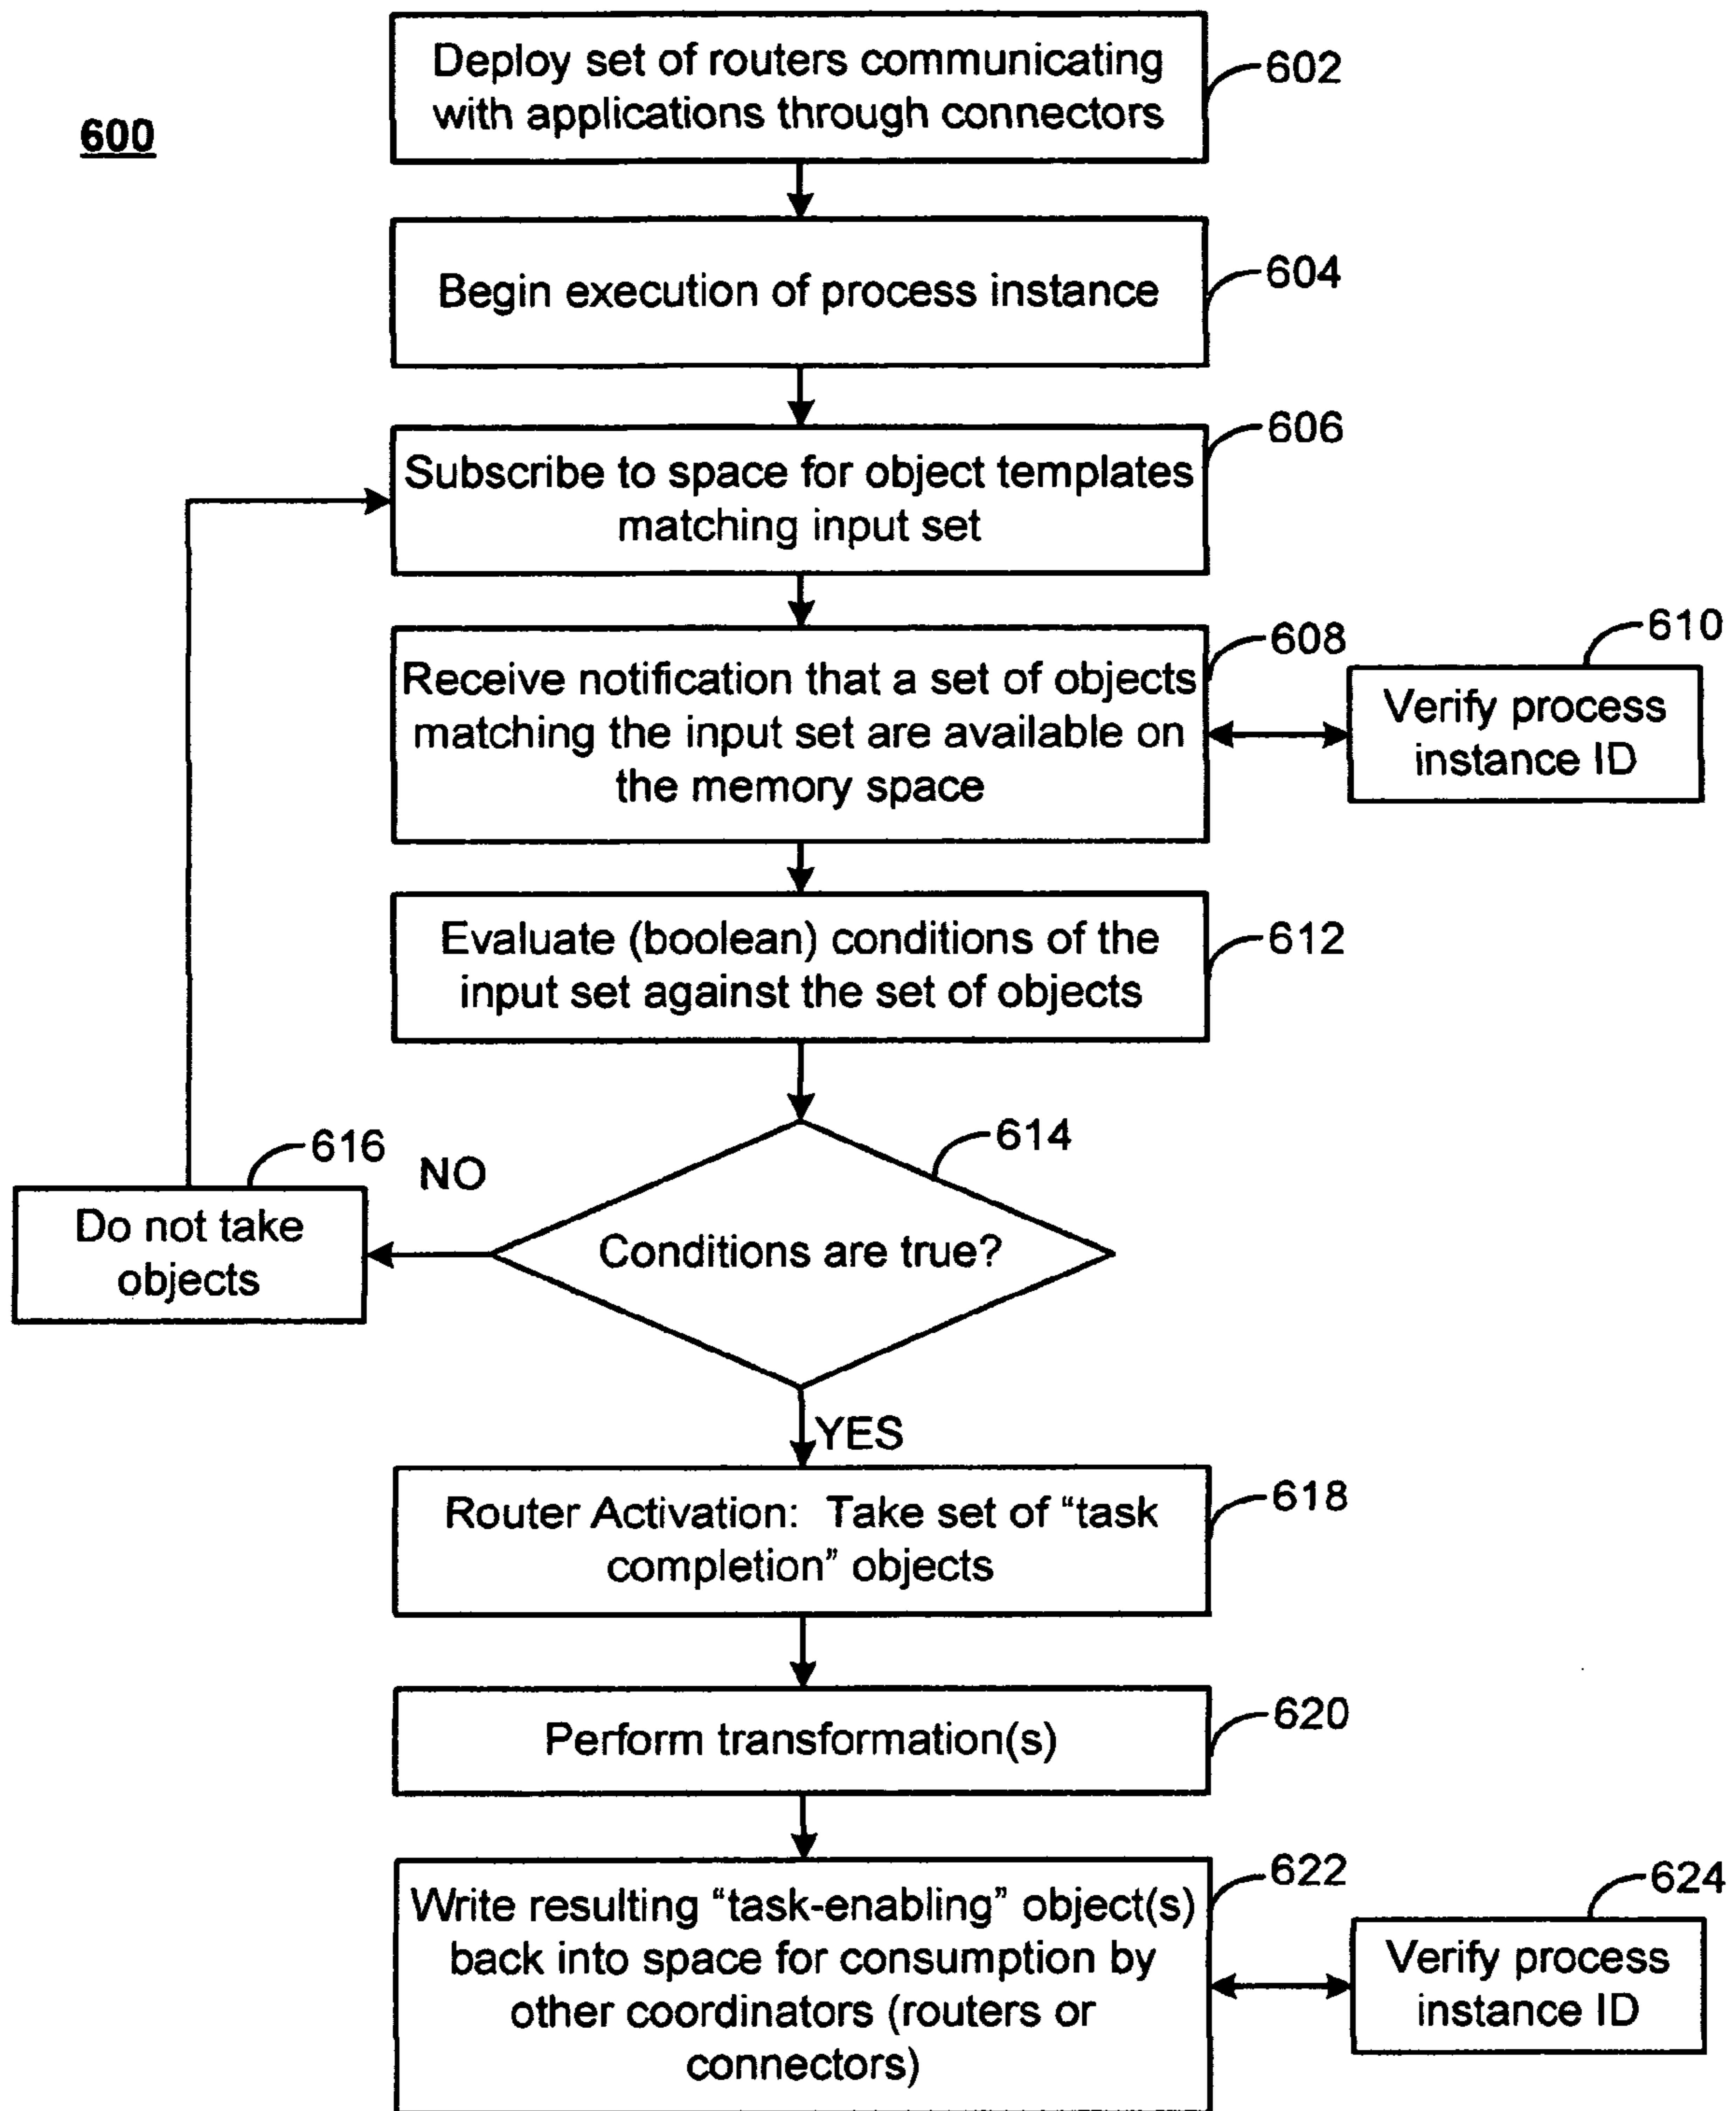 Deploy set of routers communicating
with applications through connectors
602
600
Begin execution of process instance
604
606
Subscribe to space for object templates
matching input set
608
Receive notification that a set of objects
matching the input set are available on
the memory space
610
Verify process
instance ID
Evaluate (boolean) conditions of the
input set against the set of objects
612
614
Conditions are true?
NO
616
Do not take
objects
YES
Router Activation: Take set of “task
completion” objects
618
Perform transformation(s)
620
622
Write resulting “task-enabling” object(s)
back into space for consumption by
other coordinators (routers or
connectors)
624
Verify process
instance ID